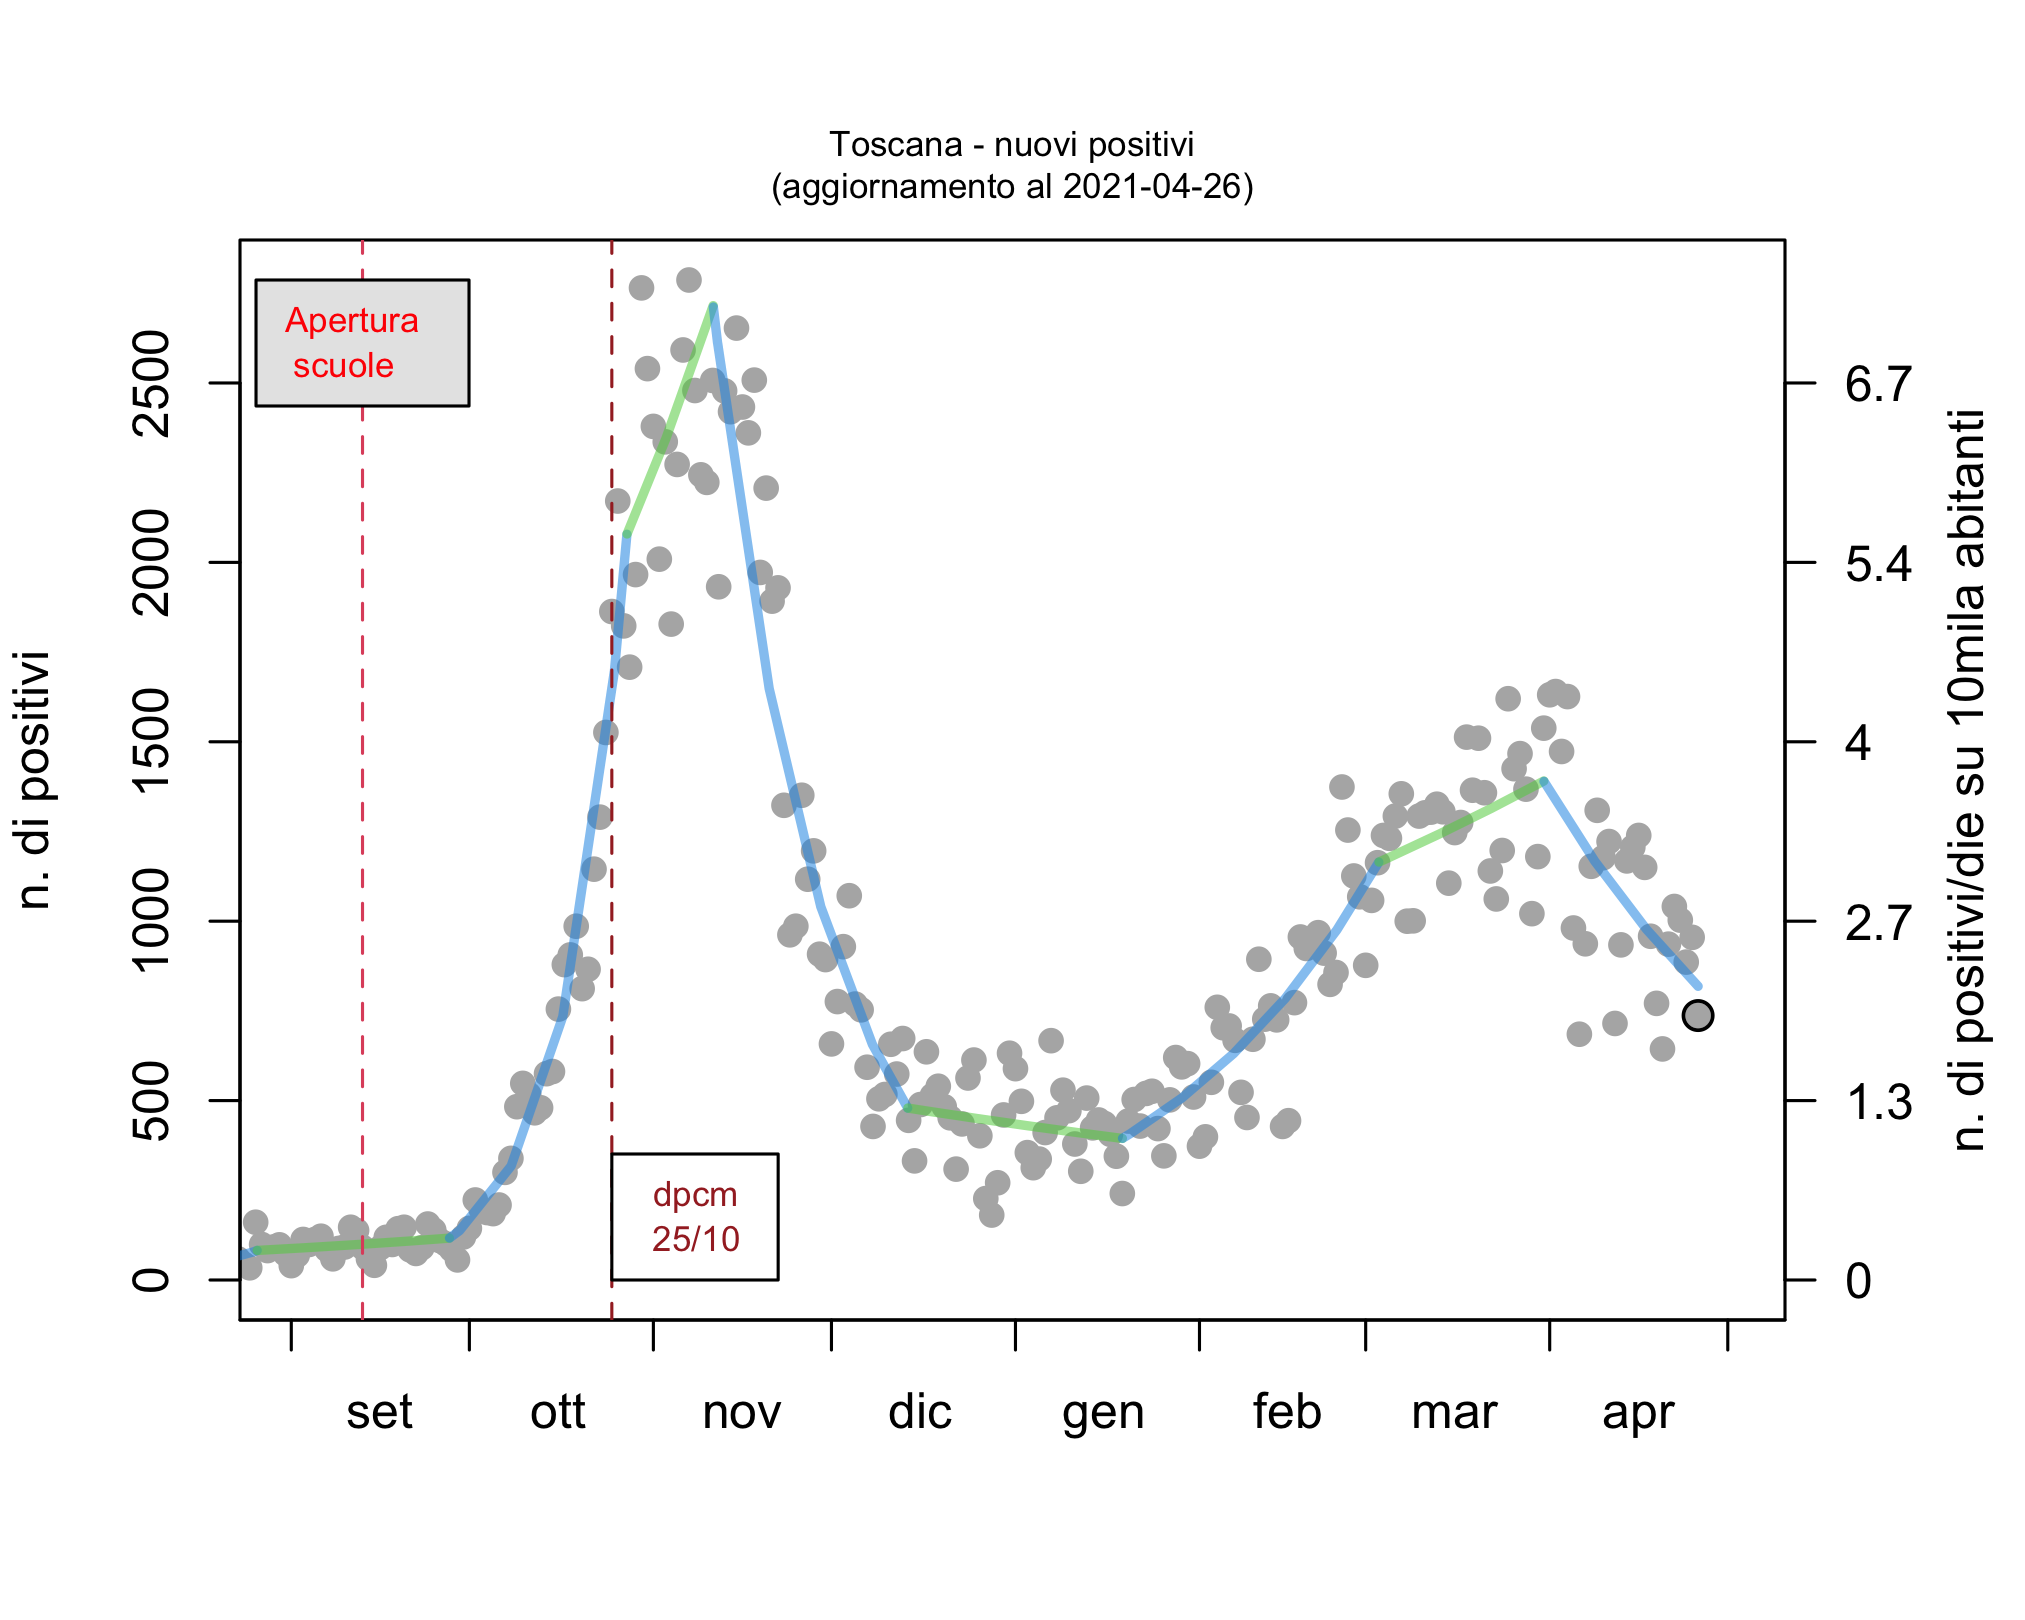 Toscana - nuovi positivi
(aggiornamento al 2021-04-26)
Apertura
scuole
dpcm
25/10
n. di positivi
2500
2000
1500
1000
500
0
6.7
5.4
4
2.7
1.3
0
n. di positivi/die su 10mila abitanti
set ott nov dic gen feb mar apr